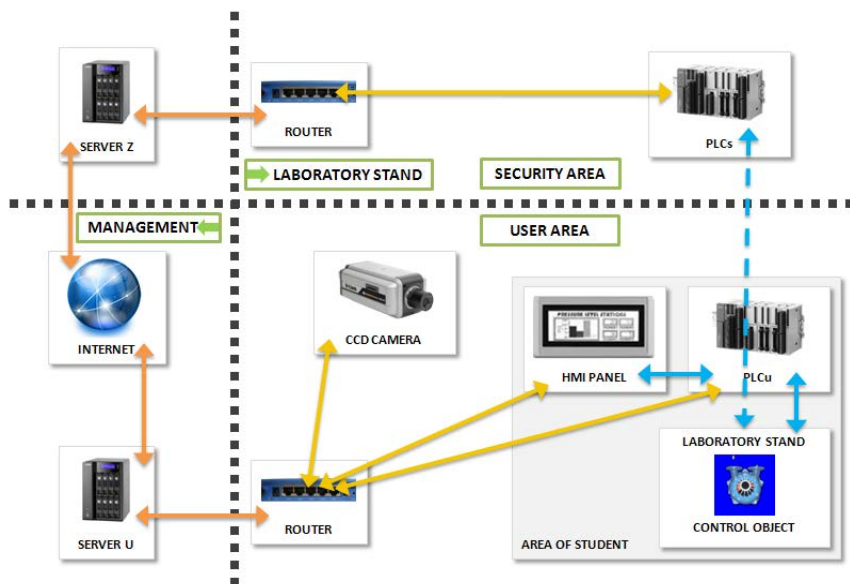 SERVER Z
ROUTER
PLCs
LABORATORY STAND
SECURITY AREA
MANAGEMENT
USER AREA
INTERNET
CCD CAMERA
PRESSURE LEVEL STATIONS
HMI PANEL
PLCu
LABORATORY STAND
CONTROL OBJECT
SERVER U
ROUTER
AREA OF STUDENT